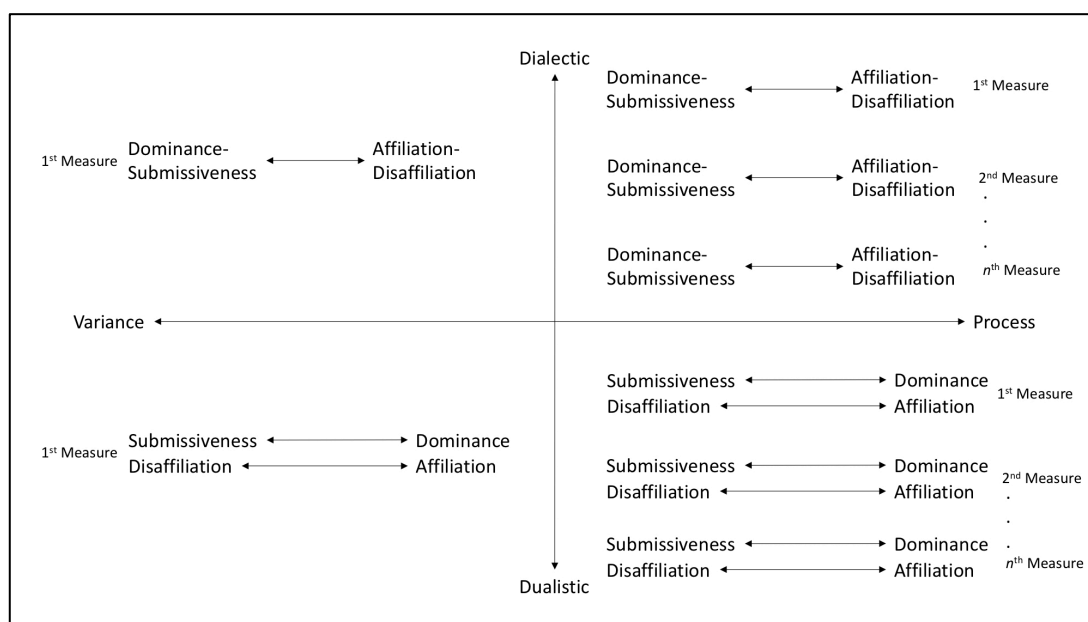 Dialectic
Dominance-
Submissiveness
Affiliation-
Disaffiliation
1st Measure
1st Measure
Dominance-
Submissiveness
Affiliation-
Disaffiliation
Dominance-
Submissiveness
Affiliation-
Disaffiliation
2nd Measure
.
.
.
Dominance-
Submissiveness
Affiliation-
Disaffiliation
nth Measure
Variance
Process
Submissiveness
Disaffiliation
Dominance
Affiliation
1st Measure
1st Measure
Submissiveness
Disaffiliation
Dominance
Affiliation
Submissiveness
Disaffiliation
Dominance
Affiliation
2nd Measure
.
.
.
Submissiveness
Disaffiliation
Dominance
Affiliation
nth Measure
Dualistic